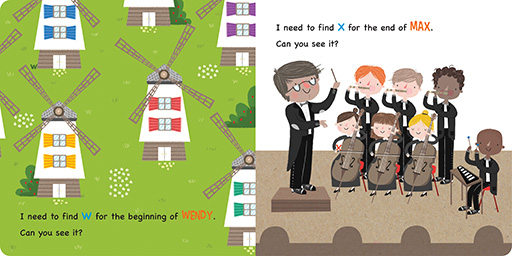 W
I need to find W for the beginning of WENDY.
Can you see it?
I need to find X for the end of MAX.
Can you see it?
X